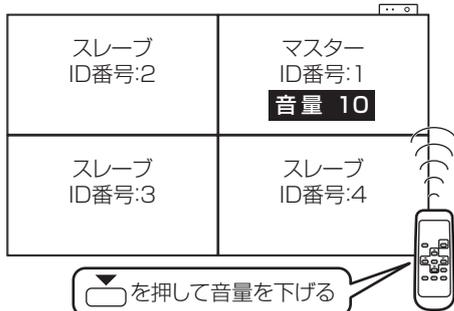 スレーブ
ID番号:2
マスター
ID番号:1
音量 10
スレーブ
ID番号:3
スレーブ
ID番号:4
を押して音量を下げる